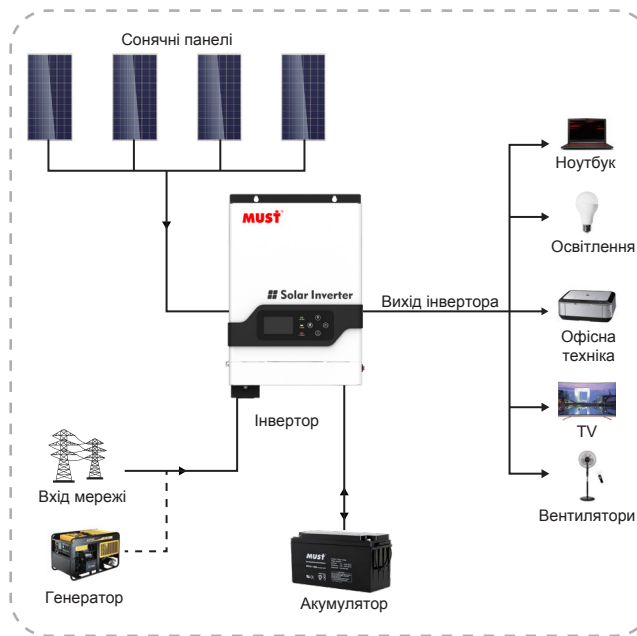 Сонячні панелі
MUST
Solar Inverter
Вихід інвертора
Ноутбук
Освітлення
Офісна
техніка
TV
Вентилятори
Інвертор
Вхід мережі
Генератор
MUST
Акумулятор